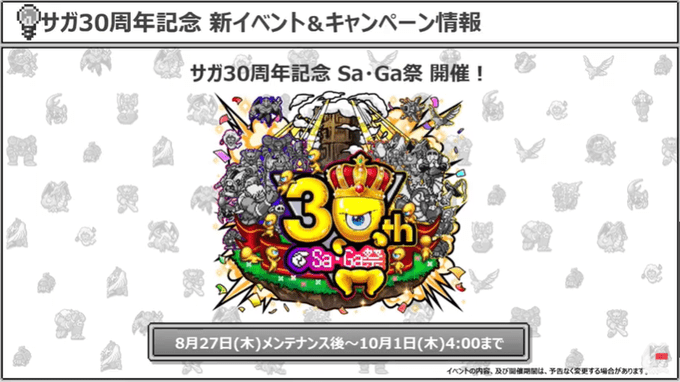 サガ30周年記念 新イベント&キャンペーン情報
サガ30周年記念 Sa・Ga祭 開催！
30th
Sa・Ga祭
8月27日(木)メンテナンス後～10月1日(木)4:00まで
イベントの内容、及び開催期間は、予告なく変更する場合があります。